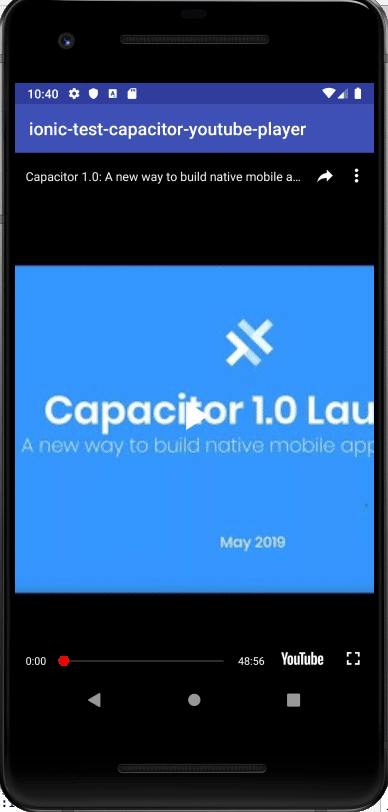 10:40
ionic-test-capacitor-youtube-player
Capacitor 1.0: A new way to build native mobile a...
Capacitor 1.0 Lau
A new way to build native mobile app
May 2019
0:00
48:56
YouTube